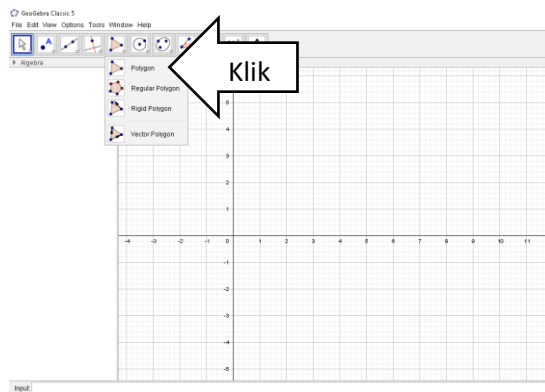 GeoGebra Classic 5
File Edit View Options Tools Window Help
A
Algebra
Polygon
Klik
Regular Polygon
Rigid Polygon
Vector Polygon
5
4
3
2
1
-4 -3 -2 -1 0 1 2 3 4 5 6 7 8 9 10 11
-1
-2
-3
-4
-5
Input: